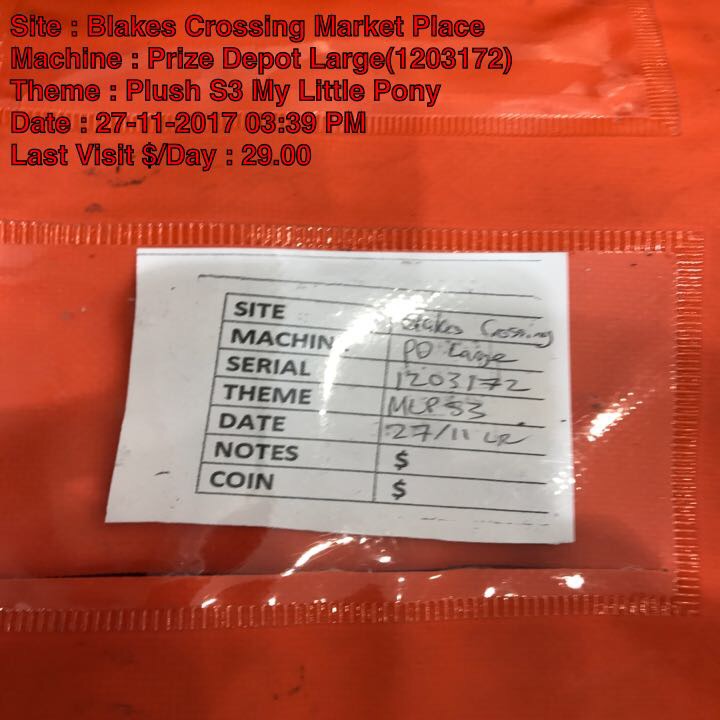 Site : Blakes Crossing Market Place
Machine : Prize Depot Large(1203172)
Theme : Plush S3 My Little Pony
Date : 27-11-2017 03:39 PM
Last Visit $/Day : 29.00
SITE Blakes Crossing
MACHIN PD Large
SERIAL 1203172
THEME MLP S3
DATE 27/11 LR
NOTES $
COIN $